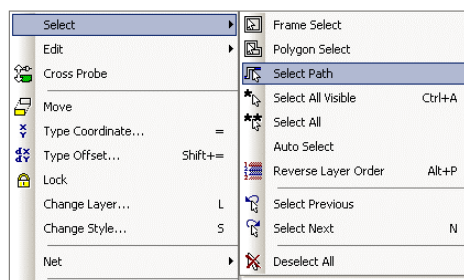 Select
Edit
Cross Probe
Move
Type Coordinate... =
Type Offset... Shift+=
Lock
Change Layer... L
Change Style... S
Net
Frame Select
Polygon Select
Select Path
Select All Visible Ctrl+A
Select All
Auto Select
Reverse Layer Order Alt+P
Select Previous
Select Next N
Deselect All